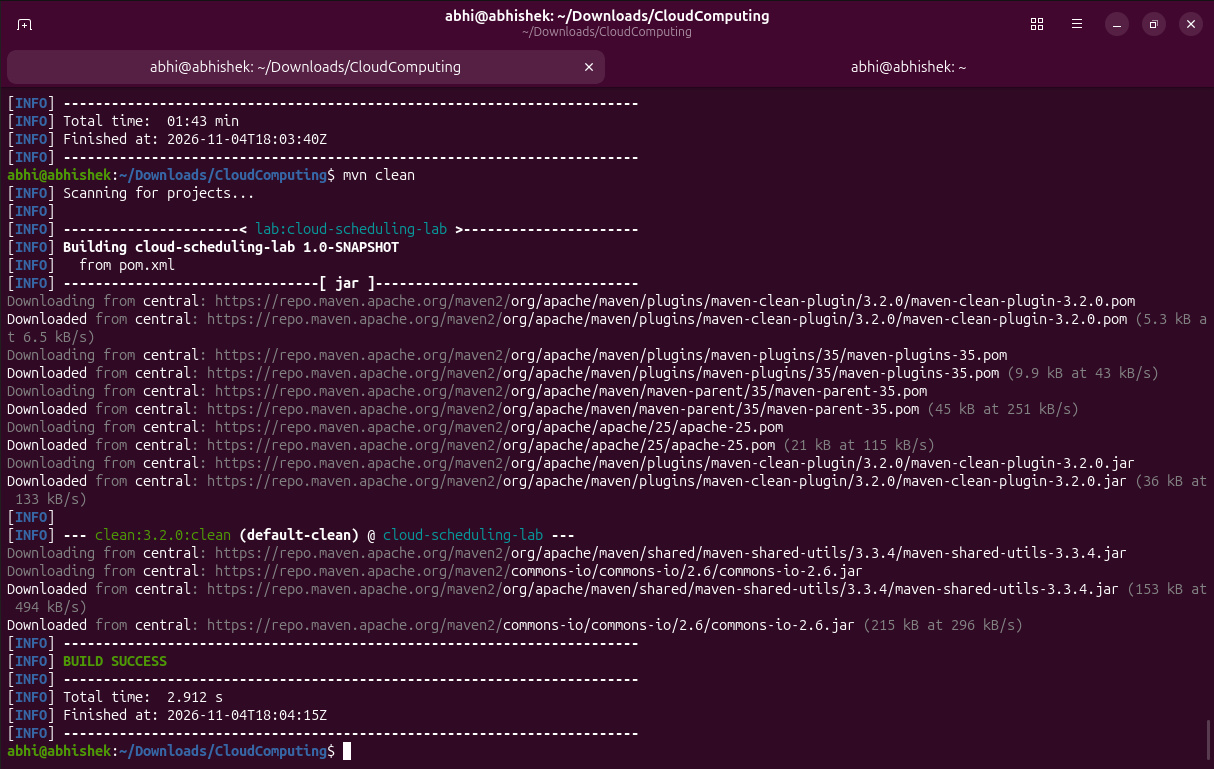 abhi@abhishek: ~/Downloads/CloudComputing
~/Downloads/CloudComputing
abhi@abhishek: ~/Downloads/CloudComputing
abhi@abhishek: ~
[INFO] ------------------------------------------------------------------------
[INFO] Total time:  01:43 min
[INFO] Finished at: 2026-11-04T18:03:40Z
[INFO] ------------------------------------------------------------------------
abhi@abhishek:~/Downloads/CloudComputing$ mvn clean
[INFO] Scanning for projects...
[INFO]
[INFO] ----------------------< lab:cloud-scheduling-lab >----------------------
[INFO] Building cloud-scheduling-lab 1.0-SNAPSHOT
[INFO]   from pom.xml
[INFO] --------------------------------[ jar ]---------------------------------
Downloading from central: https://repo.maven.apache.org/maven2/org/apache/maven/plugins/maven-clean-plugin/3.2.0/maven-clean-plugin-3.2.0.pom
Downloaded from central: https://repo.maven.apache.org/maven2/org/apache/maven/plugins/maven-clean-plugin/3.2.0/maven-clean-plugin-3.2.0.pom (5.3 kB a
t 6.5 kB/s)
Downloading from central: https://repo.maven.apache.org/maven2/org/apache/maven/plugins/maven-plugins/35/maven-plugins-35.pom
Downloaded from central: https://repo.maven.apache.org/maven2/org/apache/maven/plugins/maven-plugins/35/maven-plugins-35.pom (9.9 kB at 43 kB/s)
Downloading from central: https://repo.maven.apache.org/maven2/org/apache/maven/maven-parent/35/maven-parent-35.pom
Downloaded from central: https://repo.maven.apache.org/maven2/org/apache/maven/maven-parent/35/maven-parent-35.pom (45 kB at 251 kB/s)
Downloading from central: https://repo.maven.apache.org/maven2/org/apache/apache/25/apache-25.pom
Downloaded from central: https://repo.maven.apache.org/maven2/org/apache/apache/25/apache-25.pom (21 kB at 115 kB/s)
Downloading from central: https://repo.maven.apache.org/maven2/org/apache/maven/plugins/maven-clean-plugin/3.2.0/maven-clean-plugin-3.2.0.jar
Downloaded from central: https://repo.maven.apache.org/maven2/org/apache/maven/plugins/maven-clean-plugin/3.2.0/maven-clean-plugin-3.2.0.jar (36 kB at
 133 kB/s)
[INFO]
[INFO] --- clean:3.2.0:clean (default-clean) @ cloud-scheduling-lab ---
Downloading from central: https://repo.maven.apache.org/maven2/org/apache/maven/shared/maven-shared-utils/3.3.4/maven-shared-utils-3.3.4.jar
Downloading from central: https://repo.maven.apache.org/maven2/commons-io/commons-io/2.6/commons-io-2.6.jar
Downloaded from central: https://repo.maven.apache.org/maven2/org/apache/maven/shared/maven-shared-utils/3.3.4/maven-shared-utils-3.3.4.jar (153 kB at
 494 kB/s)
Downloaded from central: https://repo.maven.apache.org/maven2/commons-io/commons-io/2.6/commons-io-2.6.jar (215 kB at 296 kB/s)
[INFO] ------------------------------------------------------------------------
[INFO] BUILD SUCCESS
[INFO] ------------------------------------------------------------------------
[INFO] Total time:  2.912 s
[INFO] Finished at: 2026-11-04T18:04:15Z
[INFO] ------------------------------------------------------------------------
abhi@abhishek:~/Downloads/CloudComputing$